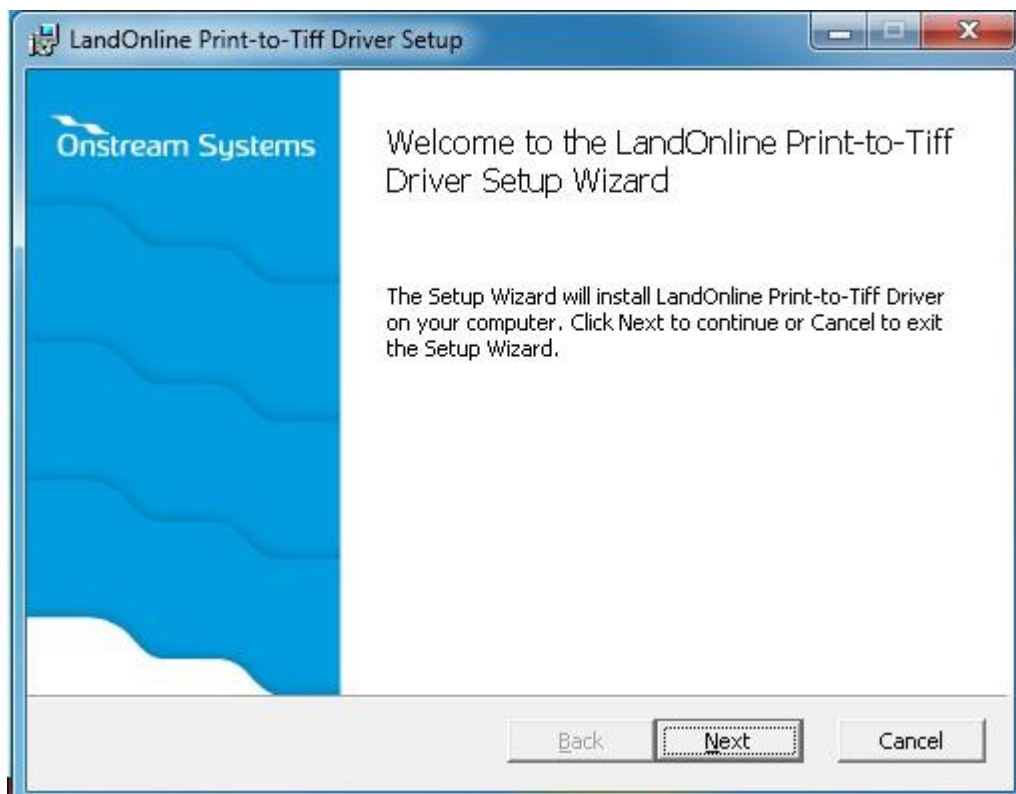 LandOnline Print-to-Tiff Driver Setup
Onstream Systems
Welcome to the LandOnline Print-to-Tiff
Driver Setup Wizard
The Setup Wizard will install LandOnline Print-to-Tiff Driver
on your computer. Click Next to continue or Cancel to exit
the Setup Wizard.
Back Next Cancel